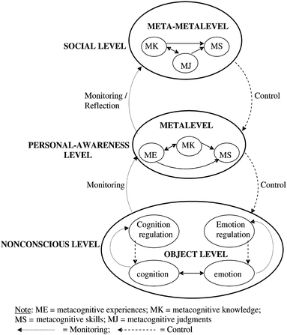 META-METALEVEL
SOCIAL LEVEL
MK
MS
MJ
Monitoring /
Reflection
Control
METALEVEL
PERSONAL-AWARENESS
LEVEL
ME
MK
MS
Monitoring
Control
Cognition
regulation
Emotion
regulation
NONCONSCIOUS LEVEL
OBJECT LEVEL
cognition
emotion
Note: ME = metacognitive experiences; MK = metacognitive knowledge;
MS = metacognitive skills; MJ = metacognitive judgments
= Monitoring; = Control